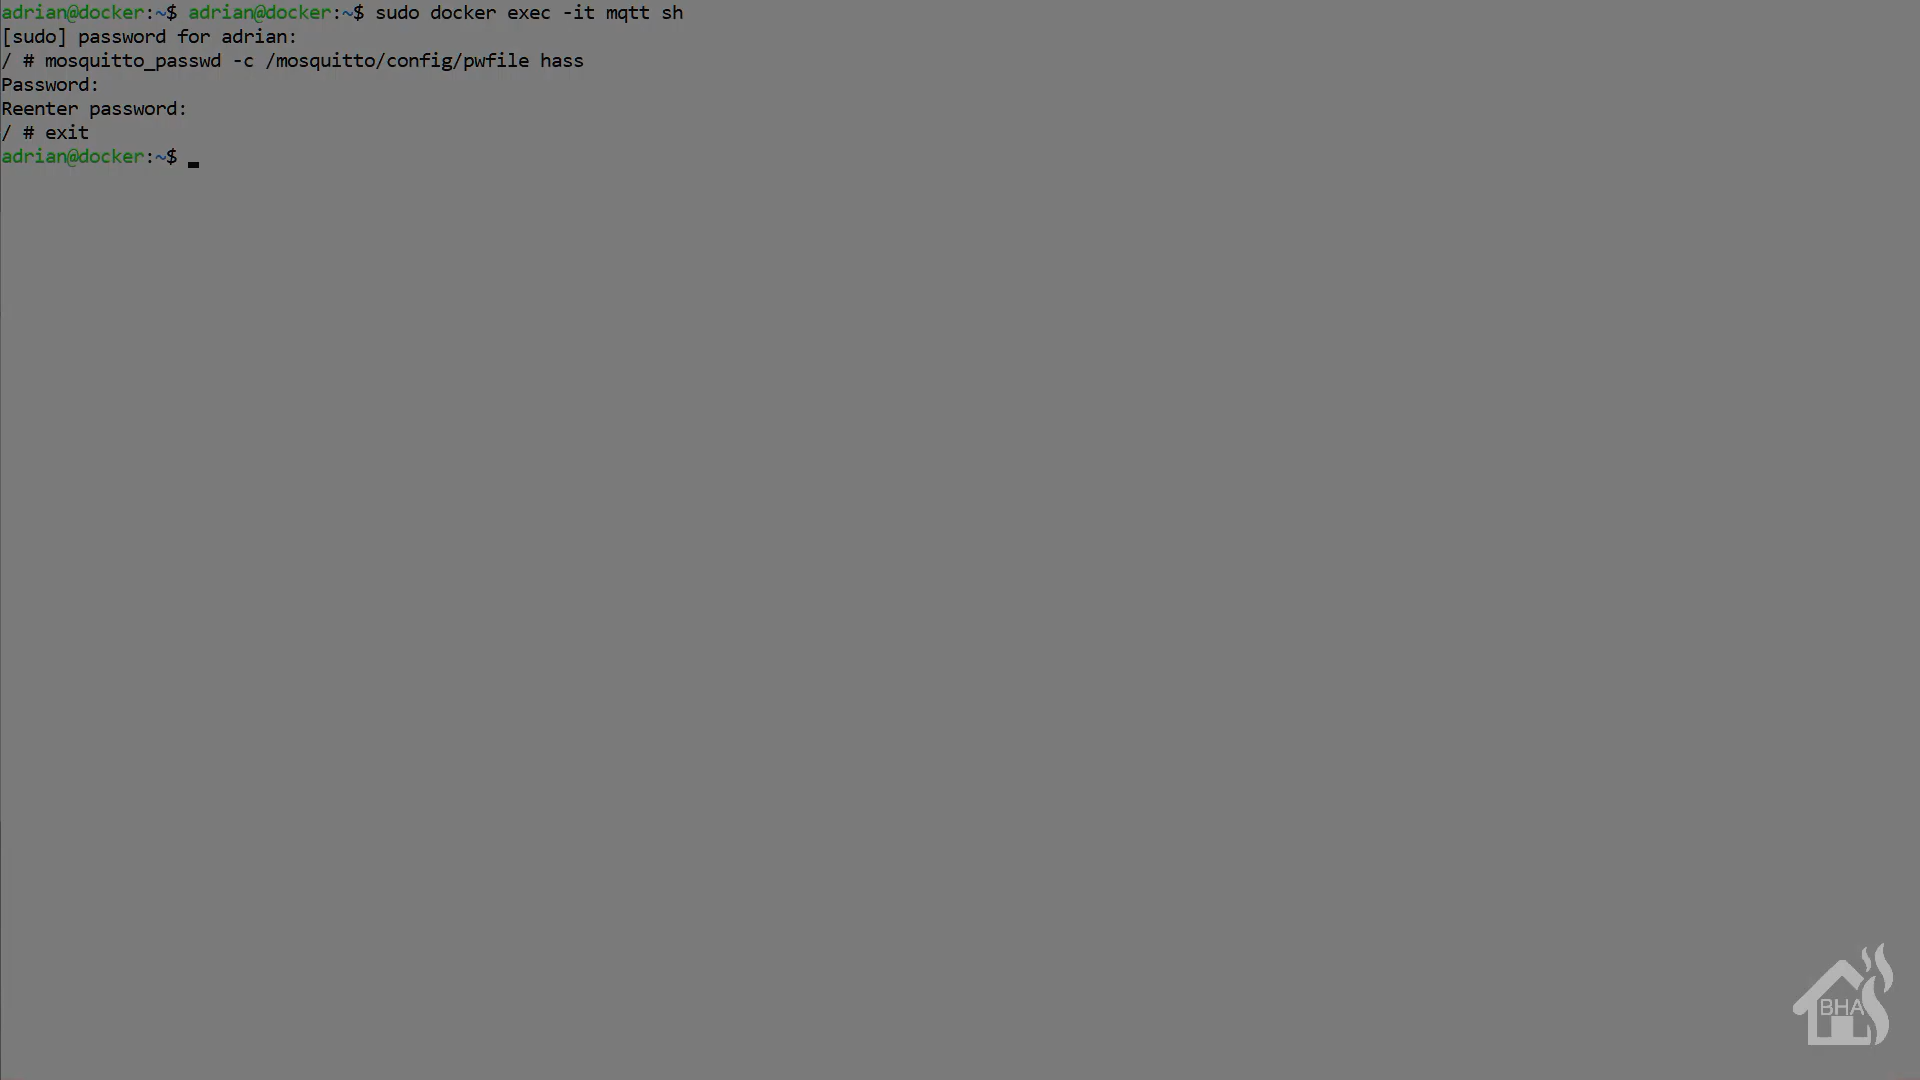 adrian@docker:~$ adrian@docker:~$ sudo docker exec -it mqtt sh
[sudo] password for adrian:
/ # mosquitto_passwd -c /mosquitto/config/pwfile hass
Password:
Reenter password:
/ # exit
adrian@docker:~$
BHA